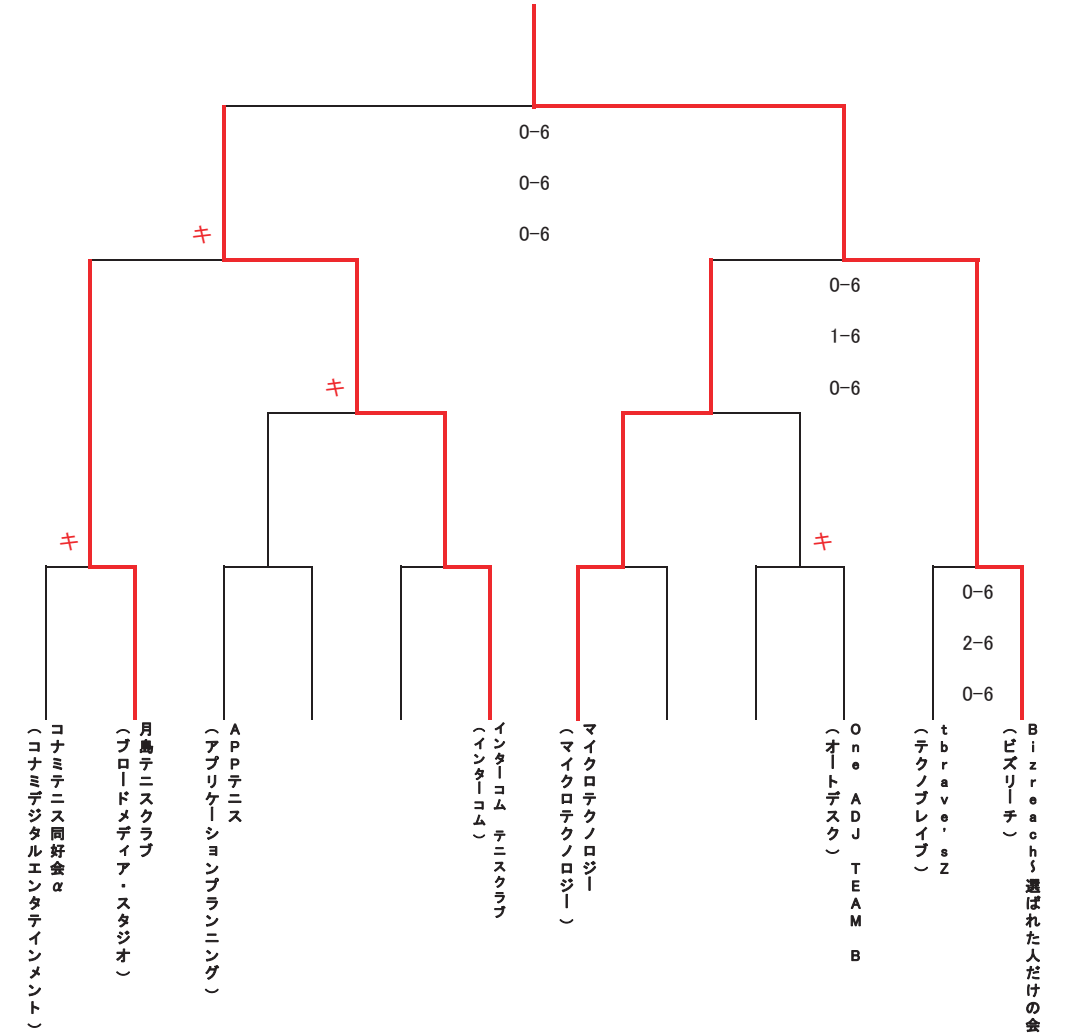 0-6
0-6
0-6
キ
0-6
1-6
0-6
キ
キ
キ
0-6
2-6
0-6
コナミテニス同好会α
（コナミデジタルエンタテインメント）
月島テニスクラブ
（ブロードメディア・スタジオ）
APPテニス
（アプリケーションプランニング）
インターコム テニスクラブ
（インターコム）
マイクロテクノロジー
（マイクロテクノロジー）
One ADJ TEAM B
（オートデスク）
tbrave'sZ
（テクノブレイブ）
Bizreach～選ばれた人だけの会
（ビズリーチ）